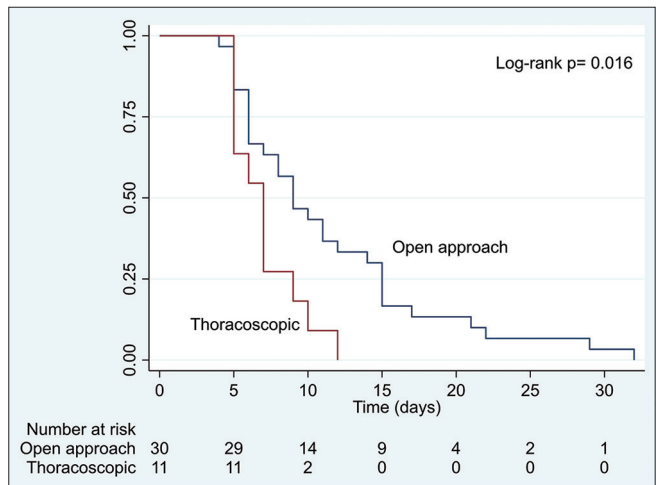 1.00
0.75
0.50
0.25
0.00
Log-rank p= 0.016
Open approach
Thoracoscopic
0 5 10 15 20 25 30
Time (days)
Number at risk
Open approach 30 29 14 9 4 2 1
Thoracoscopic 11 11 2 0 0 0 0